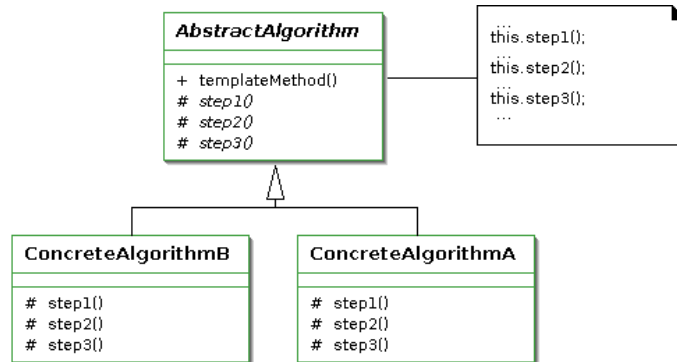 AbstractAlgorithm
+ templateMethod()
# step1()
# step2()
# step3()
...
this.step1();
...
this.step2();
...
this.step3();
...
ConcreteAlgorithmB
# step1()
# step2()
# step3()
ConcreteAlgorithmA
# step1()
# step2()
# step3()